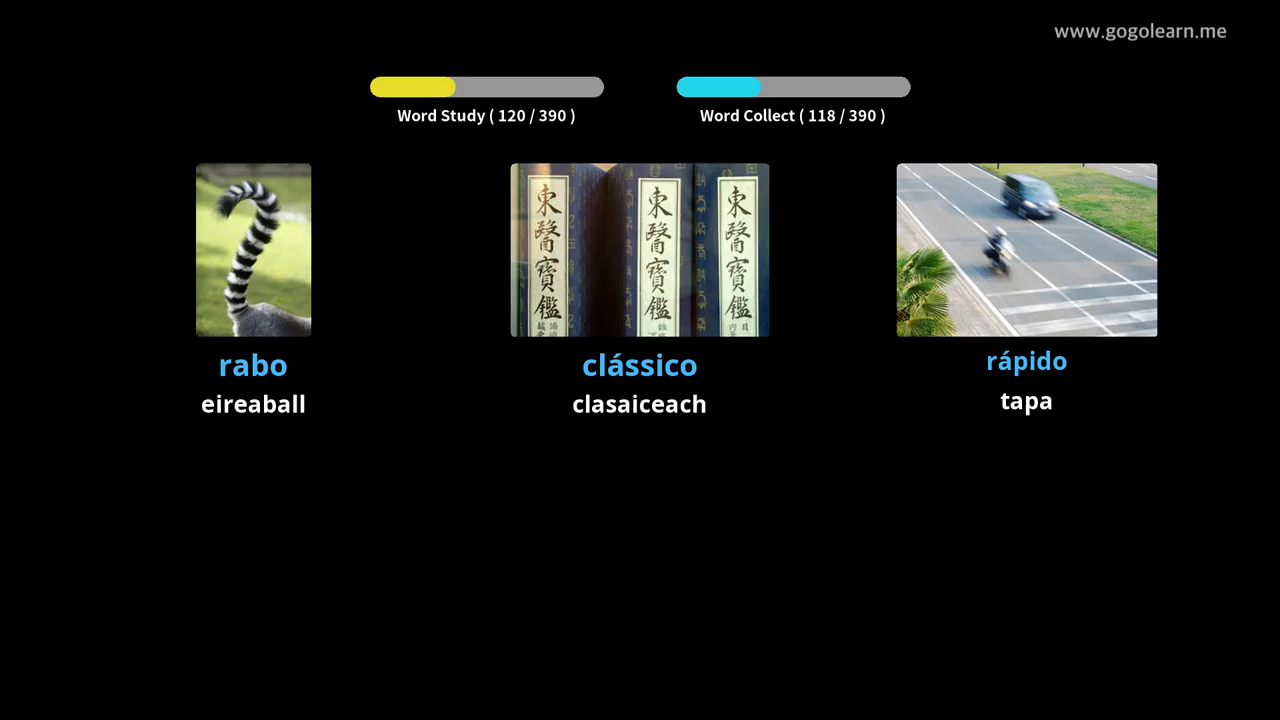 www.gogolearn.me
Word Study ( 120 / 390 )
Word Collect ( 118 / 390 )
東醫寶鑑
東醫寶鑑
東醫寶鑑
rabo
clássico
rápido
eireaball
clasaiceach
tapa